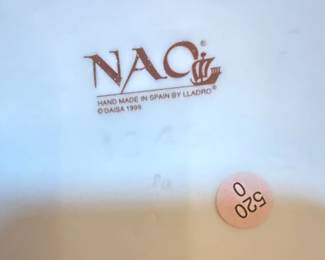 NAO®
HAND MADE IN SPAIN BY LLADRO®
© DAISA 1999
520
0